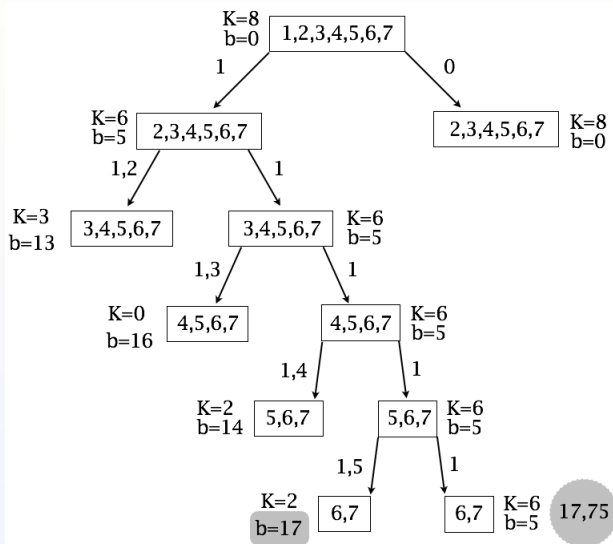 K=8
b=0
1,2,3,4,5,6,7
1
0
K=6
b=5
2,3,4,5,6,7
2,3,4,5,6,7
K=8
b=0
1,2
1
K=3
b=13
3,4,5,6,7
3,4,5,6,7
K=6
b=5
1,3
1
K=0
b=16
4,5,6,7
4,5,6,7
K=6
b=5
1,4
1
K=2
b=14
5,6,7
5,6,7
K=6
b=5
1,5
1
K=2
b=17
6,7
6,7
K=6
b=5
17,75